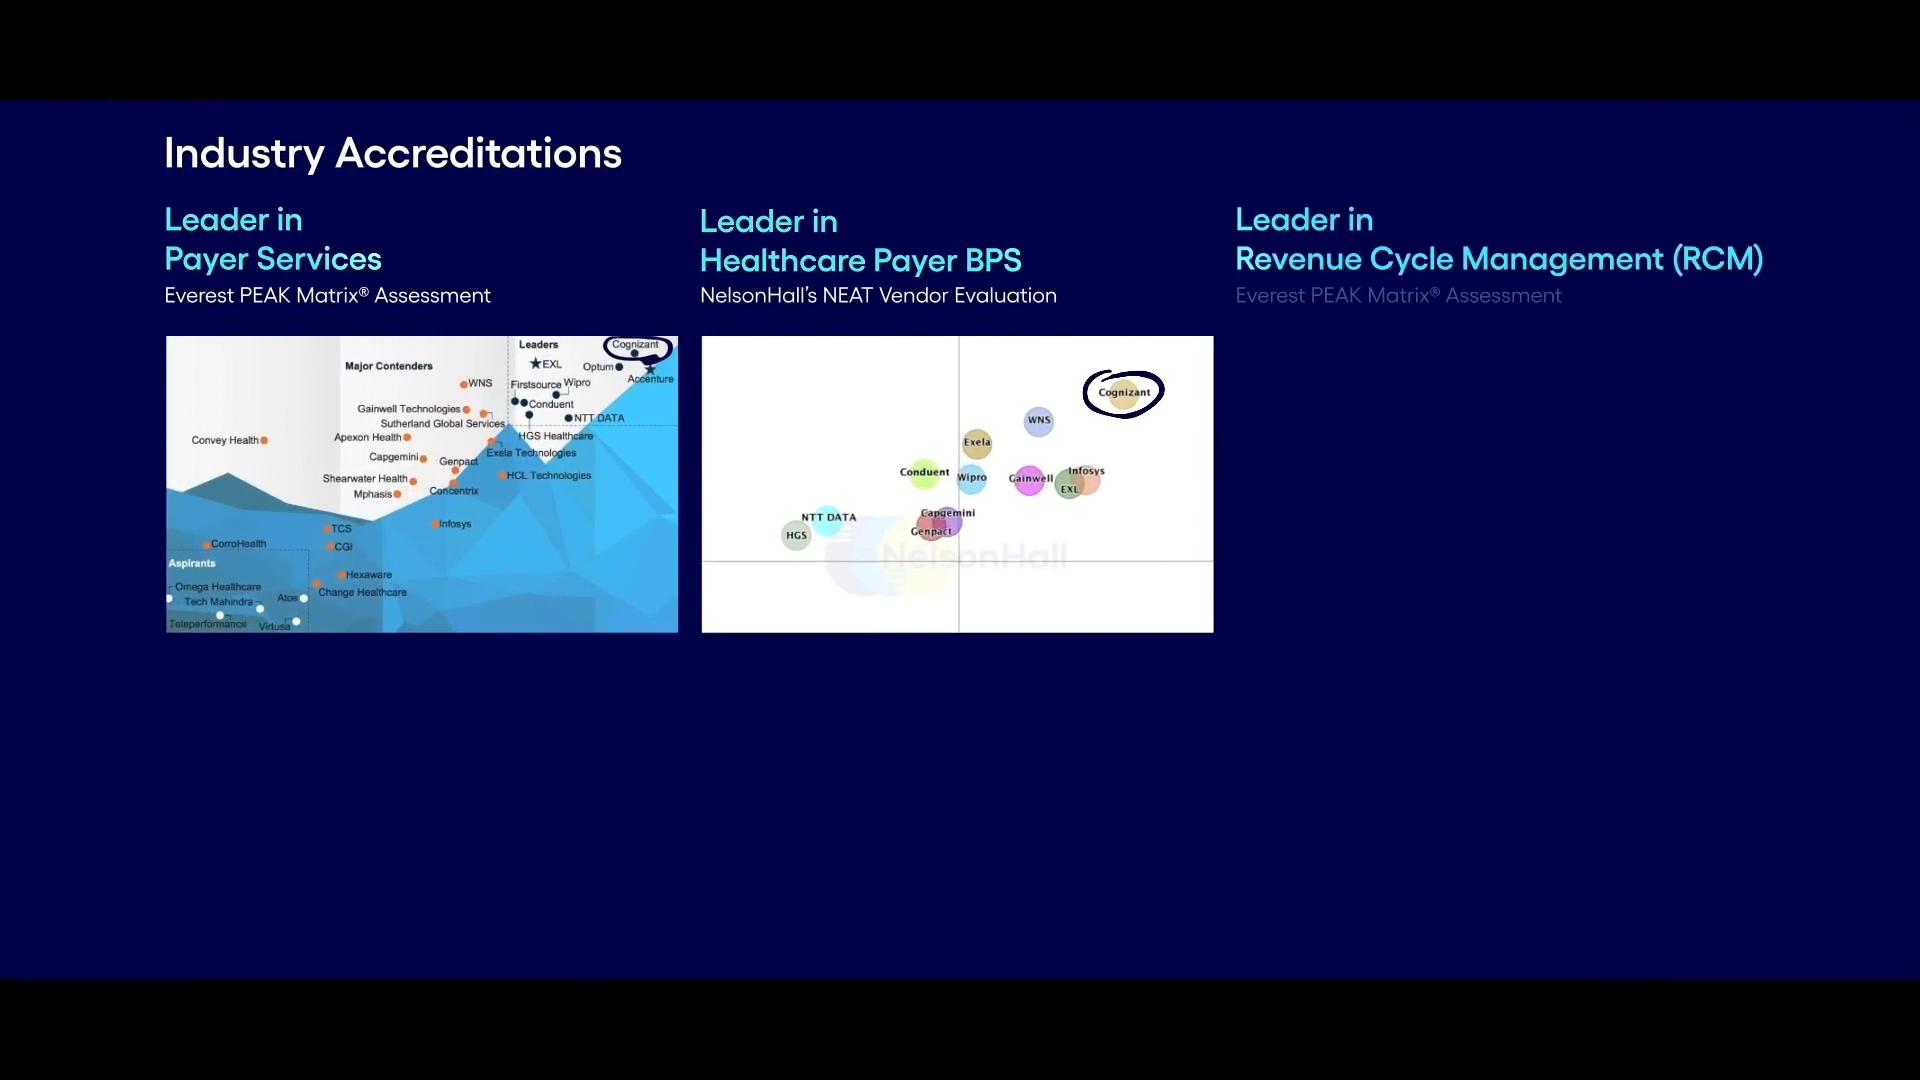 Industry Accreditations
Leader in
Payer Services
Everest PEAK Matrix® Assessment
Leaders
Cognizant
Major Contenders
EXL
Optum
Accenture
WNS
Firstsource
Wipro
Gainwell Technologies
Conduent
Sutherland Global Services
NTT DATA
Convey Health
Apexon Health
HGS Healthcare
Capgemini
Genpact
Exela Technologies
Shearwater Health
HCL Technologies
Mphasis
Concentrix
TCS
Infosys
CorroHealth
CGI
Aspirants
Hexaware
Omega Healthcare
Change Healthcare
Tech Mahindra
Atos
Teleperformance
Virtusa
Leader in
Healthcare Payer BPS
NelsonHall's NEAT Vendor Evaluation
Cognizant
WNS
Exela
Conduent
Wipro
Gainwell
Infosys
EXL
NTT DATA
Capgemini
HGS
Genpact
NelsonHall
Leader in
Revenue Cycle Management (RCM)
Everest PEAK Matrix® Assessment